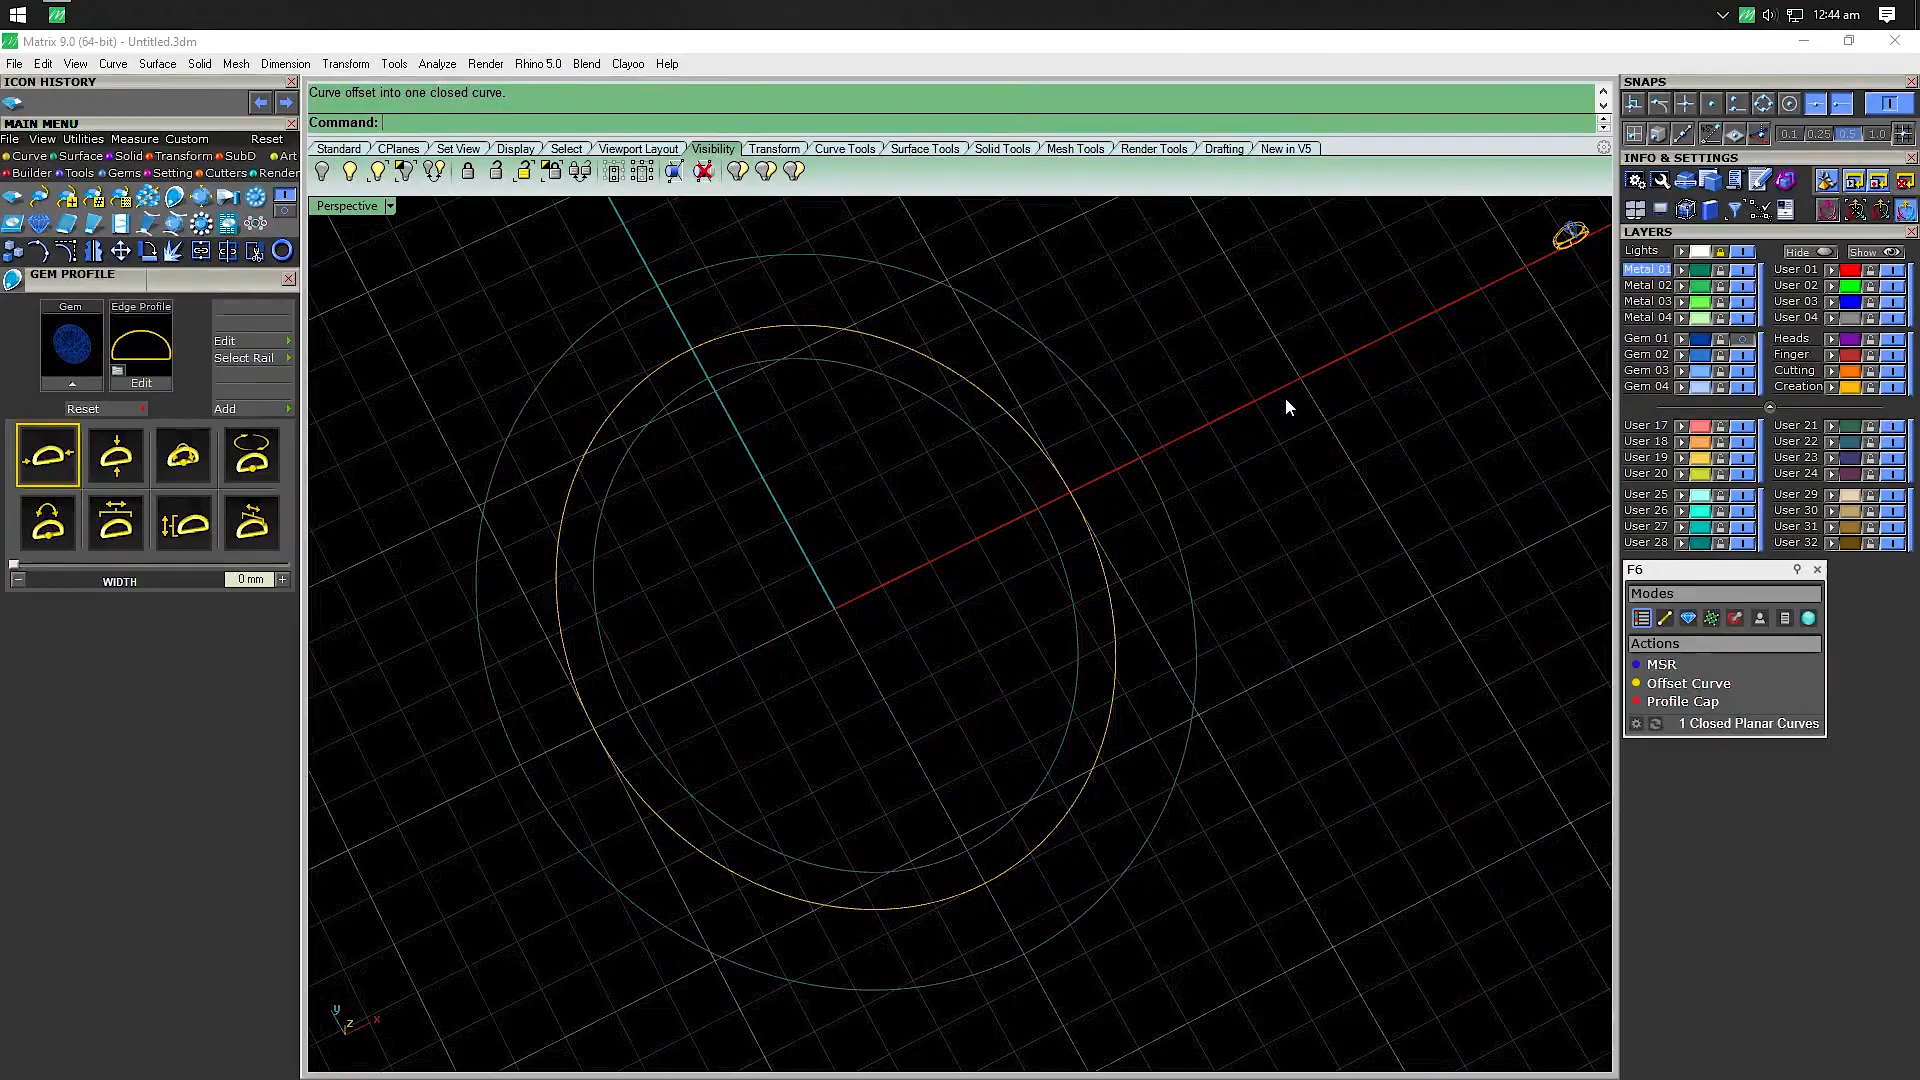 12:44 am
Matrix 9.0 (64-bit) - Untitled.3dm
File Edit View Curve Surface Solid Mesh Dimension Transform Tools Analyze Render Rhino 5.0 Blend Clayoo Help
ICON HISTORY
MAIN MENU
File View Utilities Measure Custom Reset
Curve Surface Solid Transform SubD Art
Builder Tools Gems Setting Cutters Render
GEM PROFILE
Gem Edge Profile
Edit
Select Rail
Edit
Reset Add
WIDTH 0 mm
Curve offset into one closed curve.
Command:
Standard CPlanes Set View Display Select Viewport Layout Visibility Transform Curve Tools Surface Tools Solid Tools Mesh Tools Render Tools Drafting New in V5
Perspective
y
z x
SNAPS
0.1 0.25 0.5 1.0
INFO & SETTINGS
LAYERS
Lights Hide Show
Metal 01 User 01
Metal 02 User 02
Metal 03 User 03
Metal 04 User 04
Gem 01 Heads
Gem 02 Finger
Gem 03 Cutting
Gem 04 Creation
User 17 User 21
User 18 User 22
User 19 User 23
User 20 User 24
User 25 User 29
User 26 User 30
User 27 User 31
User 28 User 32
F6
Modes
Actions
MSR
Offset Curve
Profile Cap
1 Closed Planar Curves